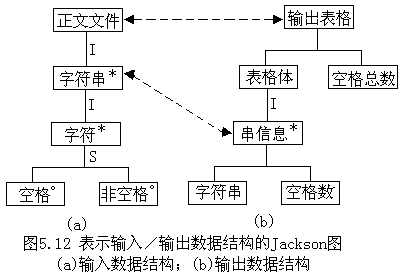 正文文件
输出表格
I
字符串*
表格体
空格总数
I
I
字符*
串信息*
S
空格°
非空格°
字符串
空格数
(a)
(b)
图5.12 表示输入／输出数据结构的Jackson图
(a)输入数据结构；(b)输出数据结构